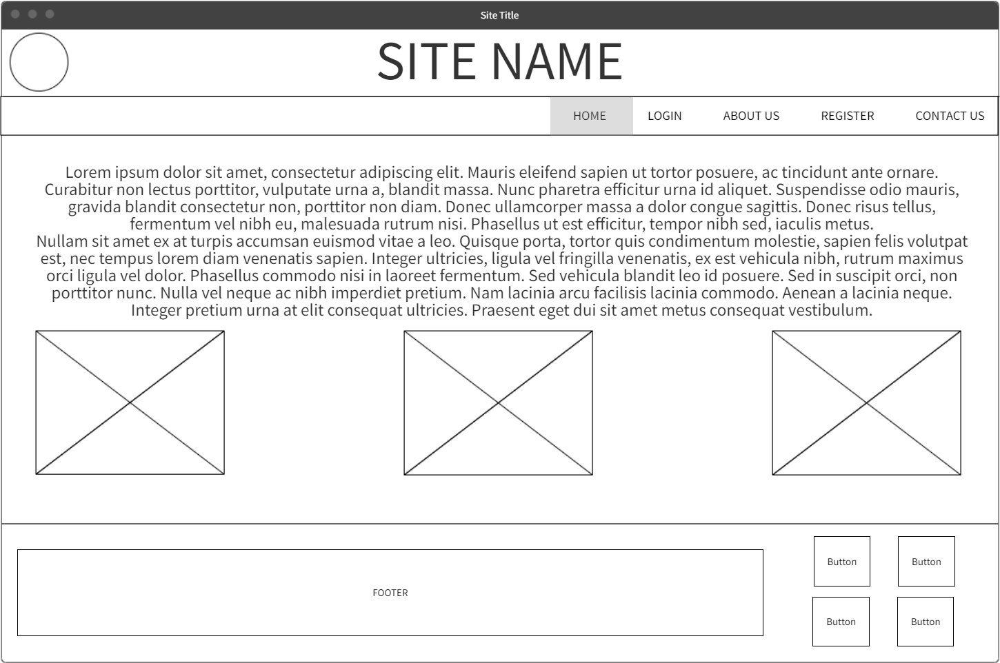 Site Title
SITE NAME
HOME LOGIN ABOUT US REGISTER CONTACT US
Lorem ipsum dolor sit amet, consectetur adipiscing elit. Mauris eleifend sapien ut tortor posuere, ac tincidunt ante ornare.
Curabitur non lectus porttitor, vulputate urna a, blandit massa. Nunc pharetra efficitur urna id aliquet. Suspendisse odio mauris,
gravida blandit consectetur non, porttitor non diam. Donec ullamcorper massa a dolor congue sagittis. Donec risus tellus,
fermentum vel nibh eu, malesuada rutrum nisi. Phasellus ut est efficitur, tempor nibh sed, iaculis metus.
Nullam sit amet ex at turpis accumsan euismod vitae a leo. Quisque porta, tortor quis condimentum molestie, sapien felis volutpat
est, nec tempus lorem diam venenatis sapien. Integer ultricies, ligula vel fringilla venenatis, ex est vehicula nibh, rutrum maximus
orci ligula vel dolor. Phasellus commodo nisi in laoreet fermentum. Sed vehicula blandit leo id posuere. Sed in suscipit orci, non
porttitor nunc. Nulla vel neque ac nibh imperdiet pretium. Nam lacinia arcu facilisis lacinia commodo. Aenean a lacinia neque.
Integer pretium urna at elit consequat ultricies. Praesent eget dui sit amet metus consequat vestibulum.
FOOTER
Button Button
Button Button